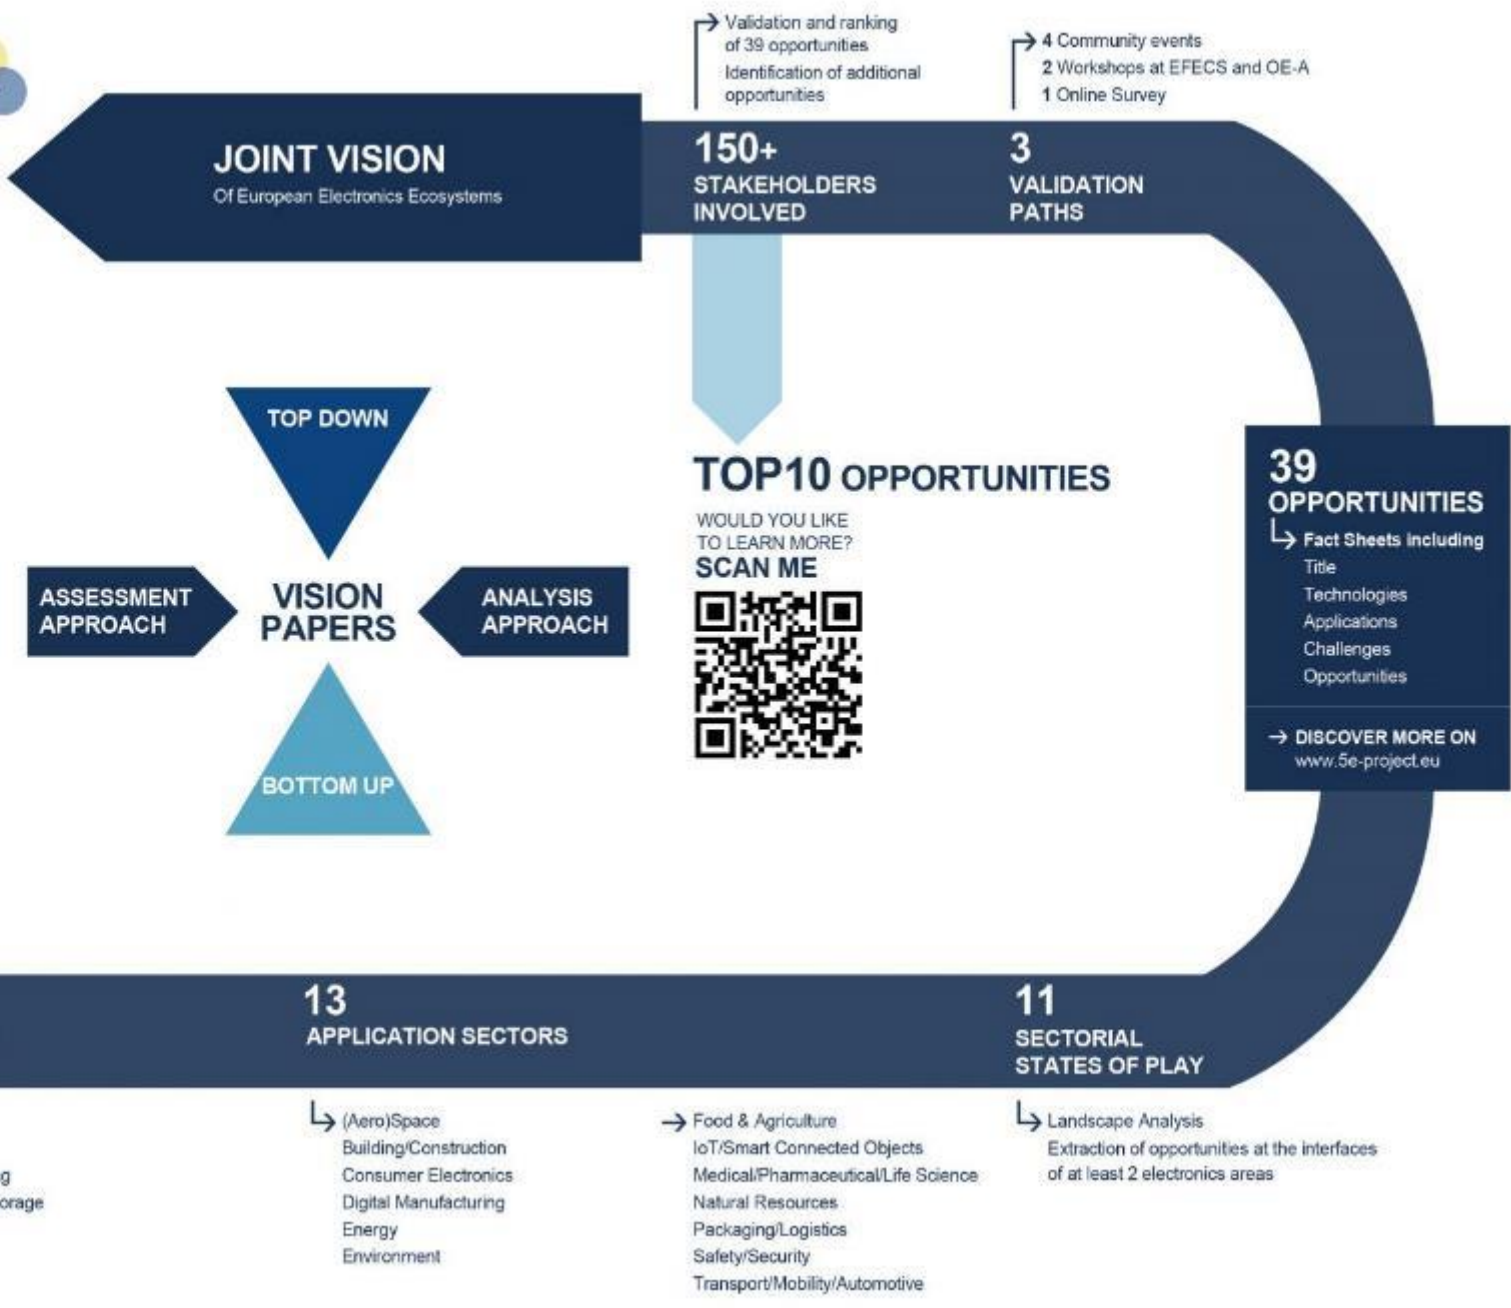 Validation and ranking
of 39 opportunities
Identification of additional
opportunities
4 Community events
2 Workshops at EFECS and OE-A
1 Online Survey
JOINT VISION
Of European Electronics Ecosystems
150+
STAKEHOLDERS
INVOLVED
3
VALIDATION
PATHS
TOP DOWN
ASSESSMENT
APPROACH
VISION
PAPERS
ANALYSIS
APPROACH
BOTTOM UP
TOP10 OPPORTUNITIES
WOULD YOU LIKE
TO LEARN MORE?
SCAN ME
39
OPPORTUNITIES
Fact Sheets including
Title
Technologies
Applications
Challenges
Opportunities
DISCOVER MORE ON
www.5e-project.eu
13
APPLICATION SECTORS
11
SECTORIAL
STATES OF PLAY
g
orage
(Aero)Space
Building/Construction
Consumer Electronics
Digital Manufacturing
Energy
Environment
Food & Agriculture
IoT/Smart Connected Objects
Medical/Pharmaceutical/Life Science
Natural Resources
Packaging/Logistics
Safety/Security
Transport/Mobility/Automotive
Landscape Analysis
Extraction of opportunities at the interfaces
of at least 2 electronics areas